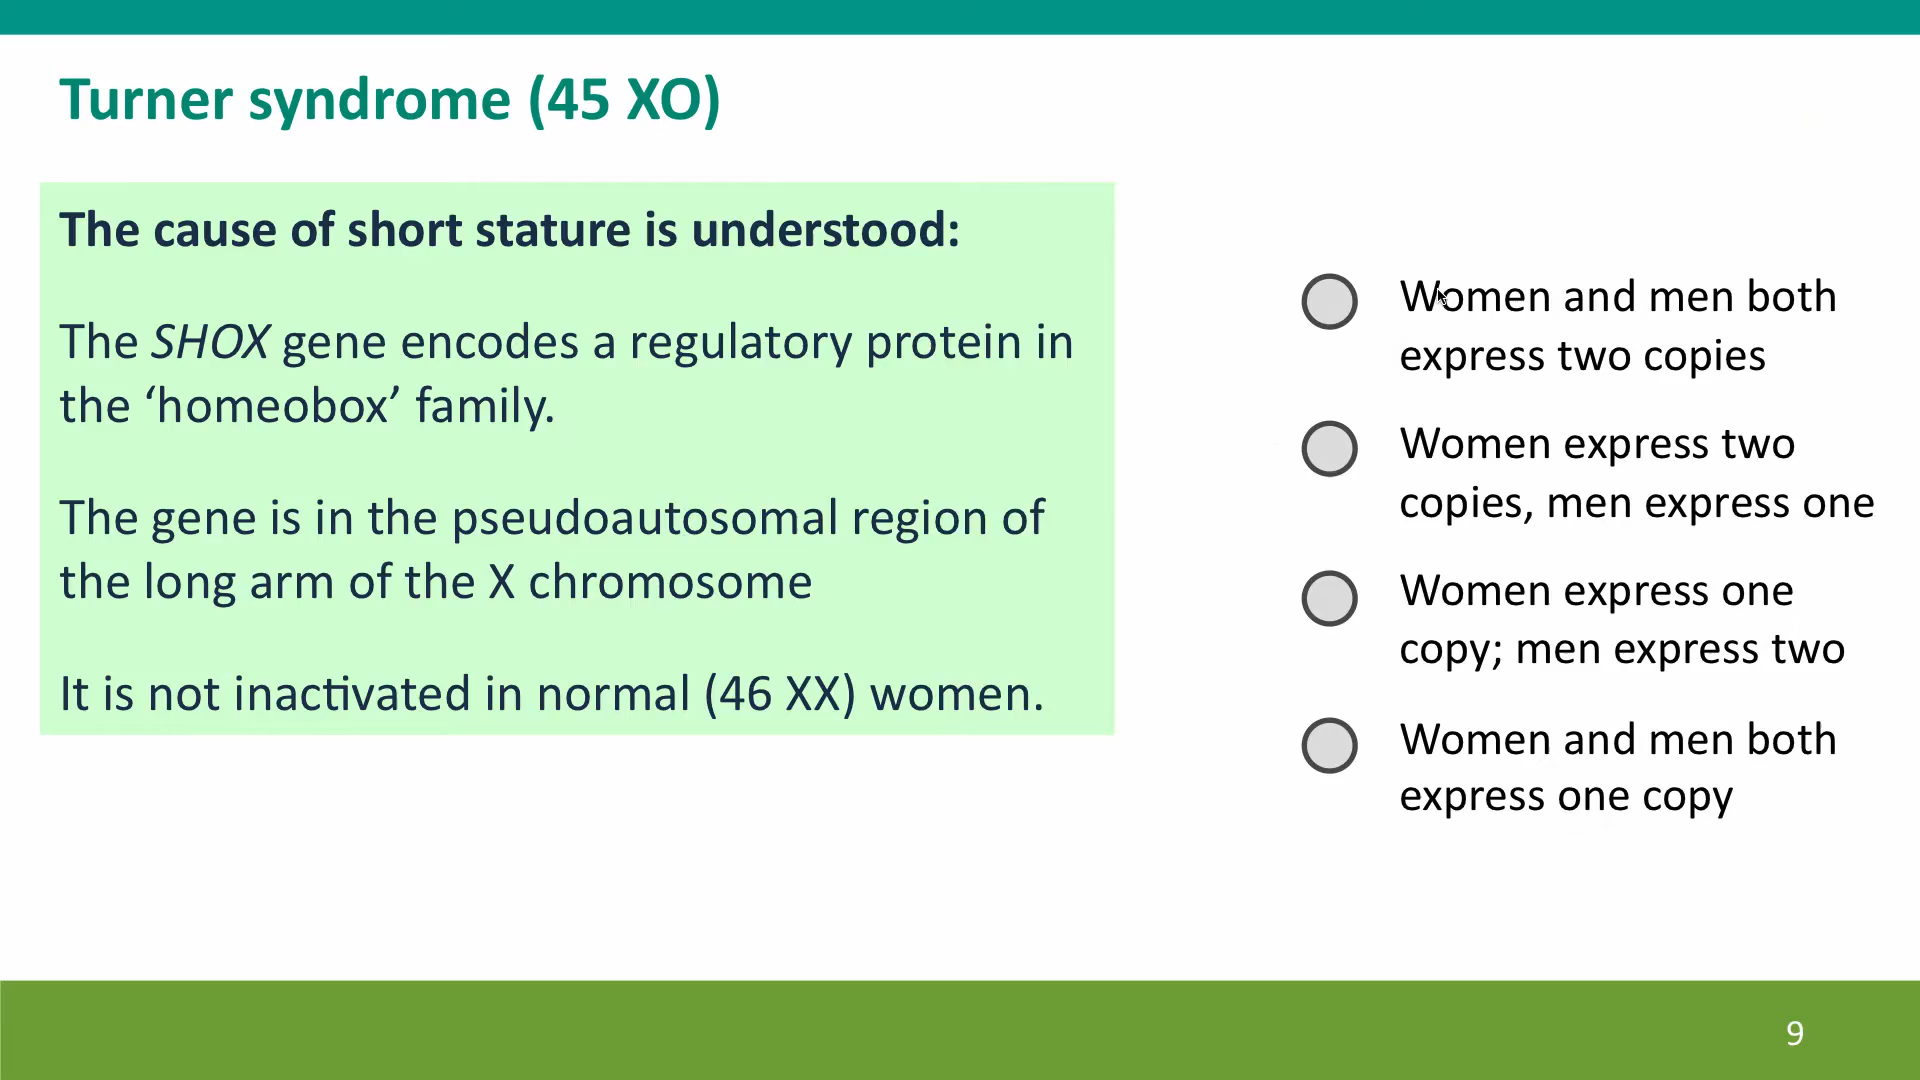 Turner syndrome (45 XO)
The cause of short stature is understood:
The SHOX gene encodes a regulatory protein in
the ‘homeobox’ family.
The gene is in the pseudoautosomal region of
the long arm of the X chromosome
It is not inactivated in normal (46 XX) women.
Women and men both
express two copies
Women express two
copies, men express one
Women express one
copy; men express two
Women and men both
express one copy
9